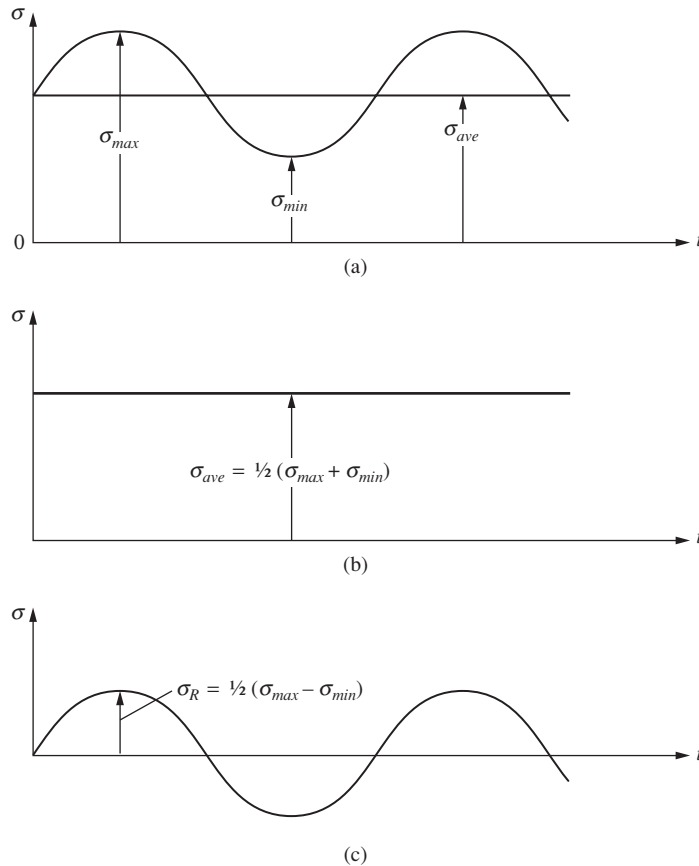 σ
σmax
σave
σmin
0
t
(a)
σ
σave = ½ (σmax + σmin)
t
(b)
σ
σR = ½ (σmax – σmin)
t
(c)